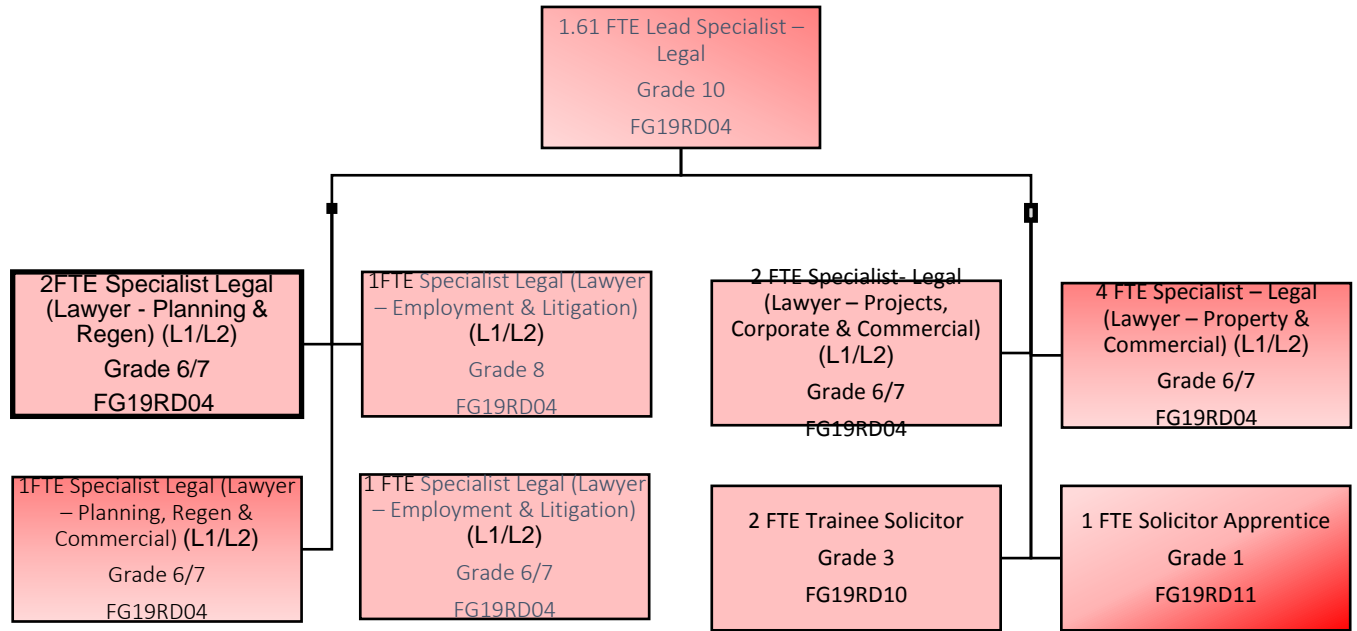 1.61 FTE Lead Specialist –
Legal
Grade 10
FG19RD04
2FTE Specialist Legal
(Lawyer - Planning &
Regen) (L1/L2)
Grade 6/7
FG19RD04
1FTE Specialist Legal (Lawyer
– Employment & Litigation)
(L1/L2)
Grade 8
FG19RD04
2 FTE Specialist- Legal
(Lawyer – Projects,
Corporate & Commercial)
(L1/L2)
Grade 6/7
FG19RD04
4 FTE Specialist – Legal
(Lawyer – Property &
Commercial) (L1/L2)
Grade 6/7
FG19RD04
1FTE Specialist Legal (Lawyer
– Planning, Regen &
Commercial) (L1/L2)
Grade 6/7
FG19RD04
1 FTE Specialist Legal (Lawyer
– Employment & Litigation)
(L1/L2)
Grade 6/7
FG19RD04
2 FTE Trainee Solicitor
Grade 3
FG19RD10
1 FTE Solicitor Apprentice
Grade 1
FG19RD11